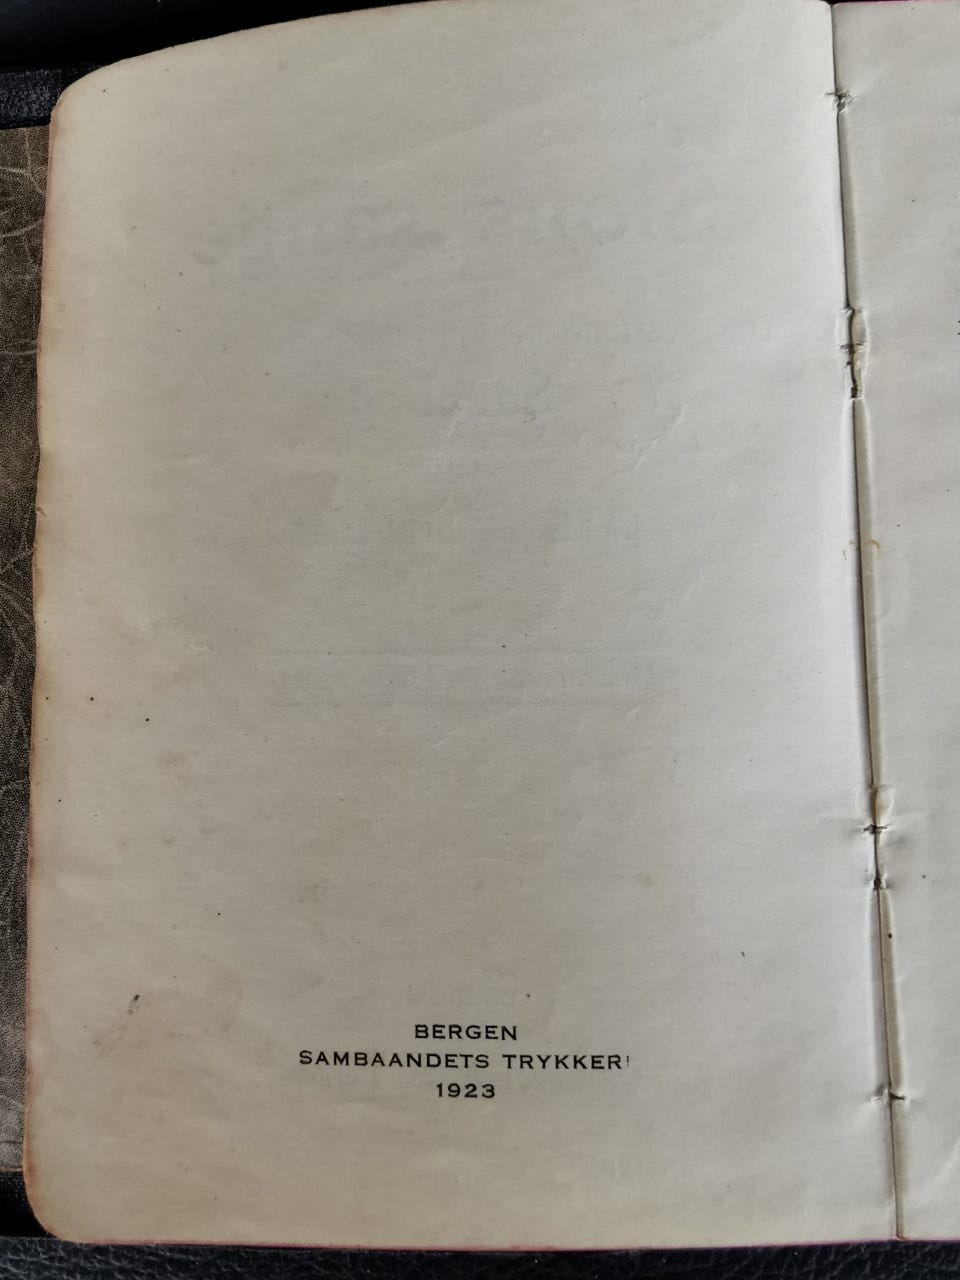 BERGEN
SAMBAANDETS TRYKKERI
1923